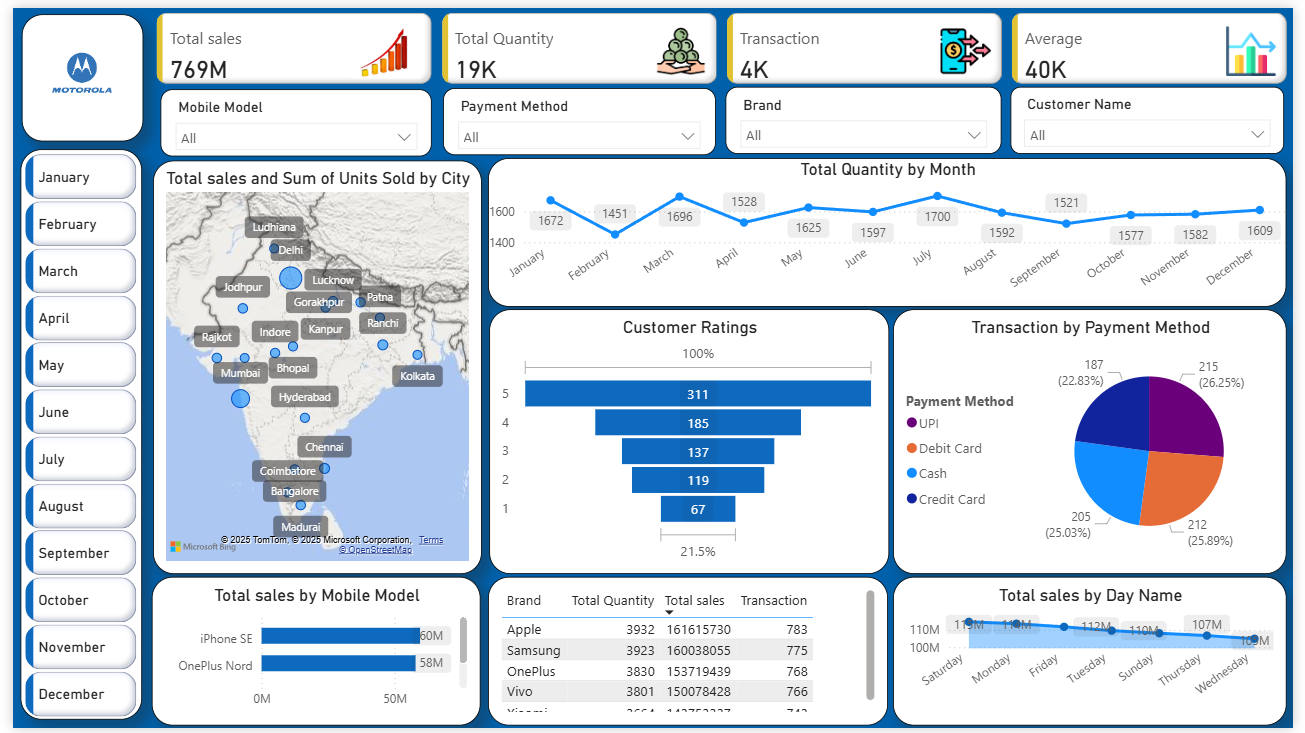 MOTOROLA
Total sales
769M
Total Quantity
19K
Transaction
4K
Average
40K
Mobile Model
All
Payment Method
All
Brand
All
Customer Name
All
January
February
March
April
May
June
July
August
September
October
November
December
Total sales and Sum of Units Sold by City
Ludhiana
Delhi
Jodhpur
Lucknow
Gorakhpur
Patna
Rajkot
Indore
Kanpur
Ranchi
Mumbai
Bhopal
Kolkata
Hyderabad
Chennai
Coimbatore
Bangalore
Madurai
Microsoft Bing
© 2025 TomTom, © 2025 Microsoft Corporation, Terms
© OpenStreetMap
Total Quantity by Month
1600
1400
1672
1451
1696
1528
1625
1597
1700
1592
1521
1577
1582
1609
January
February
March
April
May
June
July
August
September
October
November
December
Customer Ratings
100%
5 311
4 185
3 137
2 119
1 67
21.5%
Transaction by Payment Method
Payment Method
UPI
Debit Card
Cash
Credit Card
187
(22.83%)
215
(26.25%)
205
(25.03%)
212
(25.89%)
Total sales by Mobile Model
iPhone SE 60M
OnePlus Nord 58M
0M 50M
Brand Total Quantity Total sales Transaction
Apple 3932 161615730 783
Samsung 3923 160038055 775
OnePlus 3830 153719439 768
Vivo 3801 150078428 766
Total sales by Day Name
110M
100M
112M
110M
107M
Saturday
Monday
Friday
Tuesday
Sunday
Thursday
Wednesday